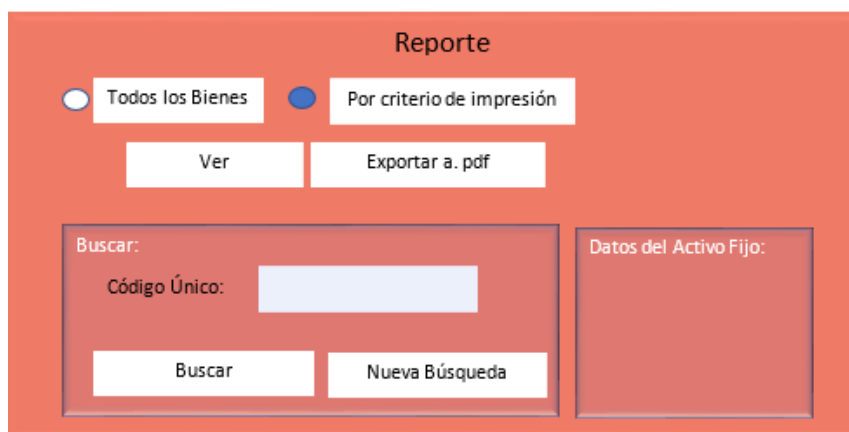 Reporte
Todos los Bienes
Por criterio de impresión
Ver
Exportar a. pdf
Buscar:
Código Único:
Buscar
Nueva Búsqueda
Datos del Activo Fijo: